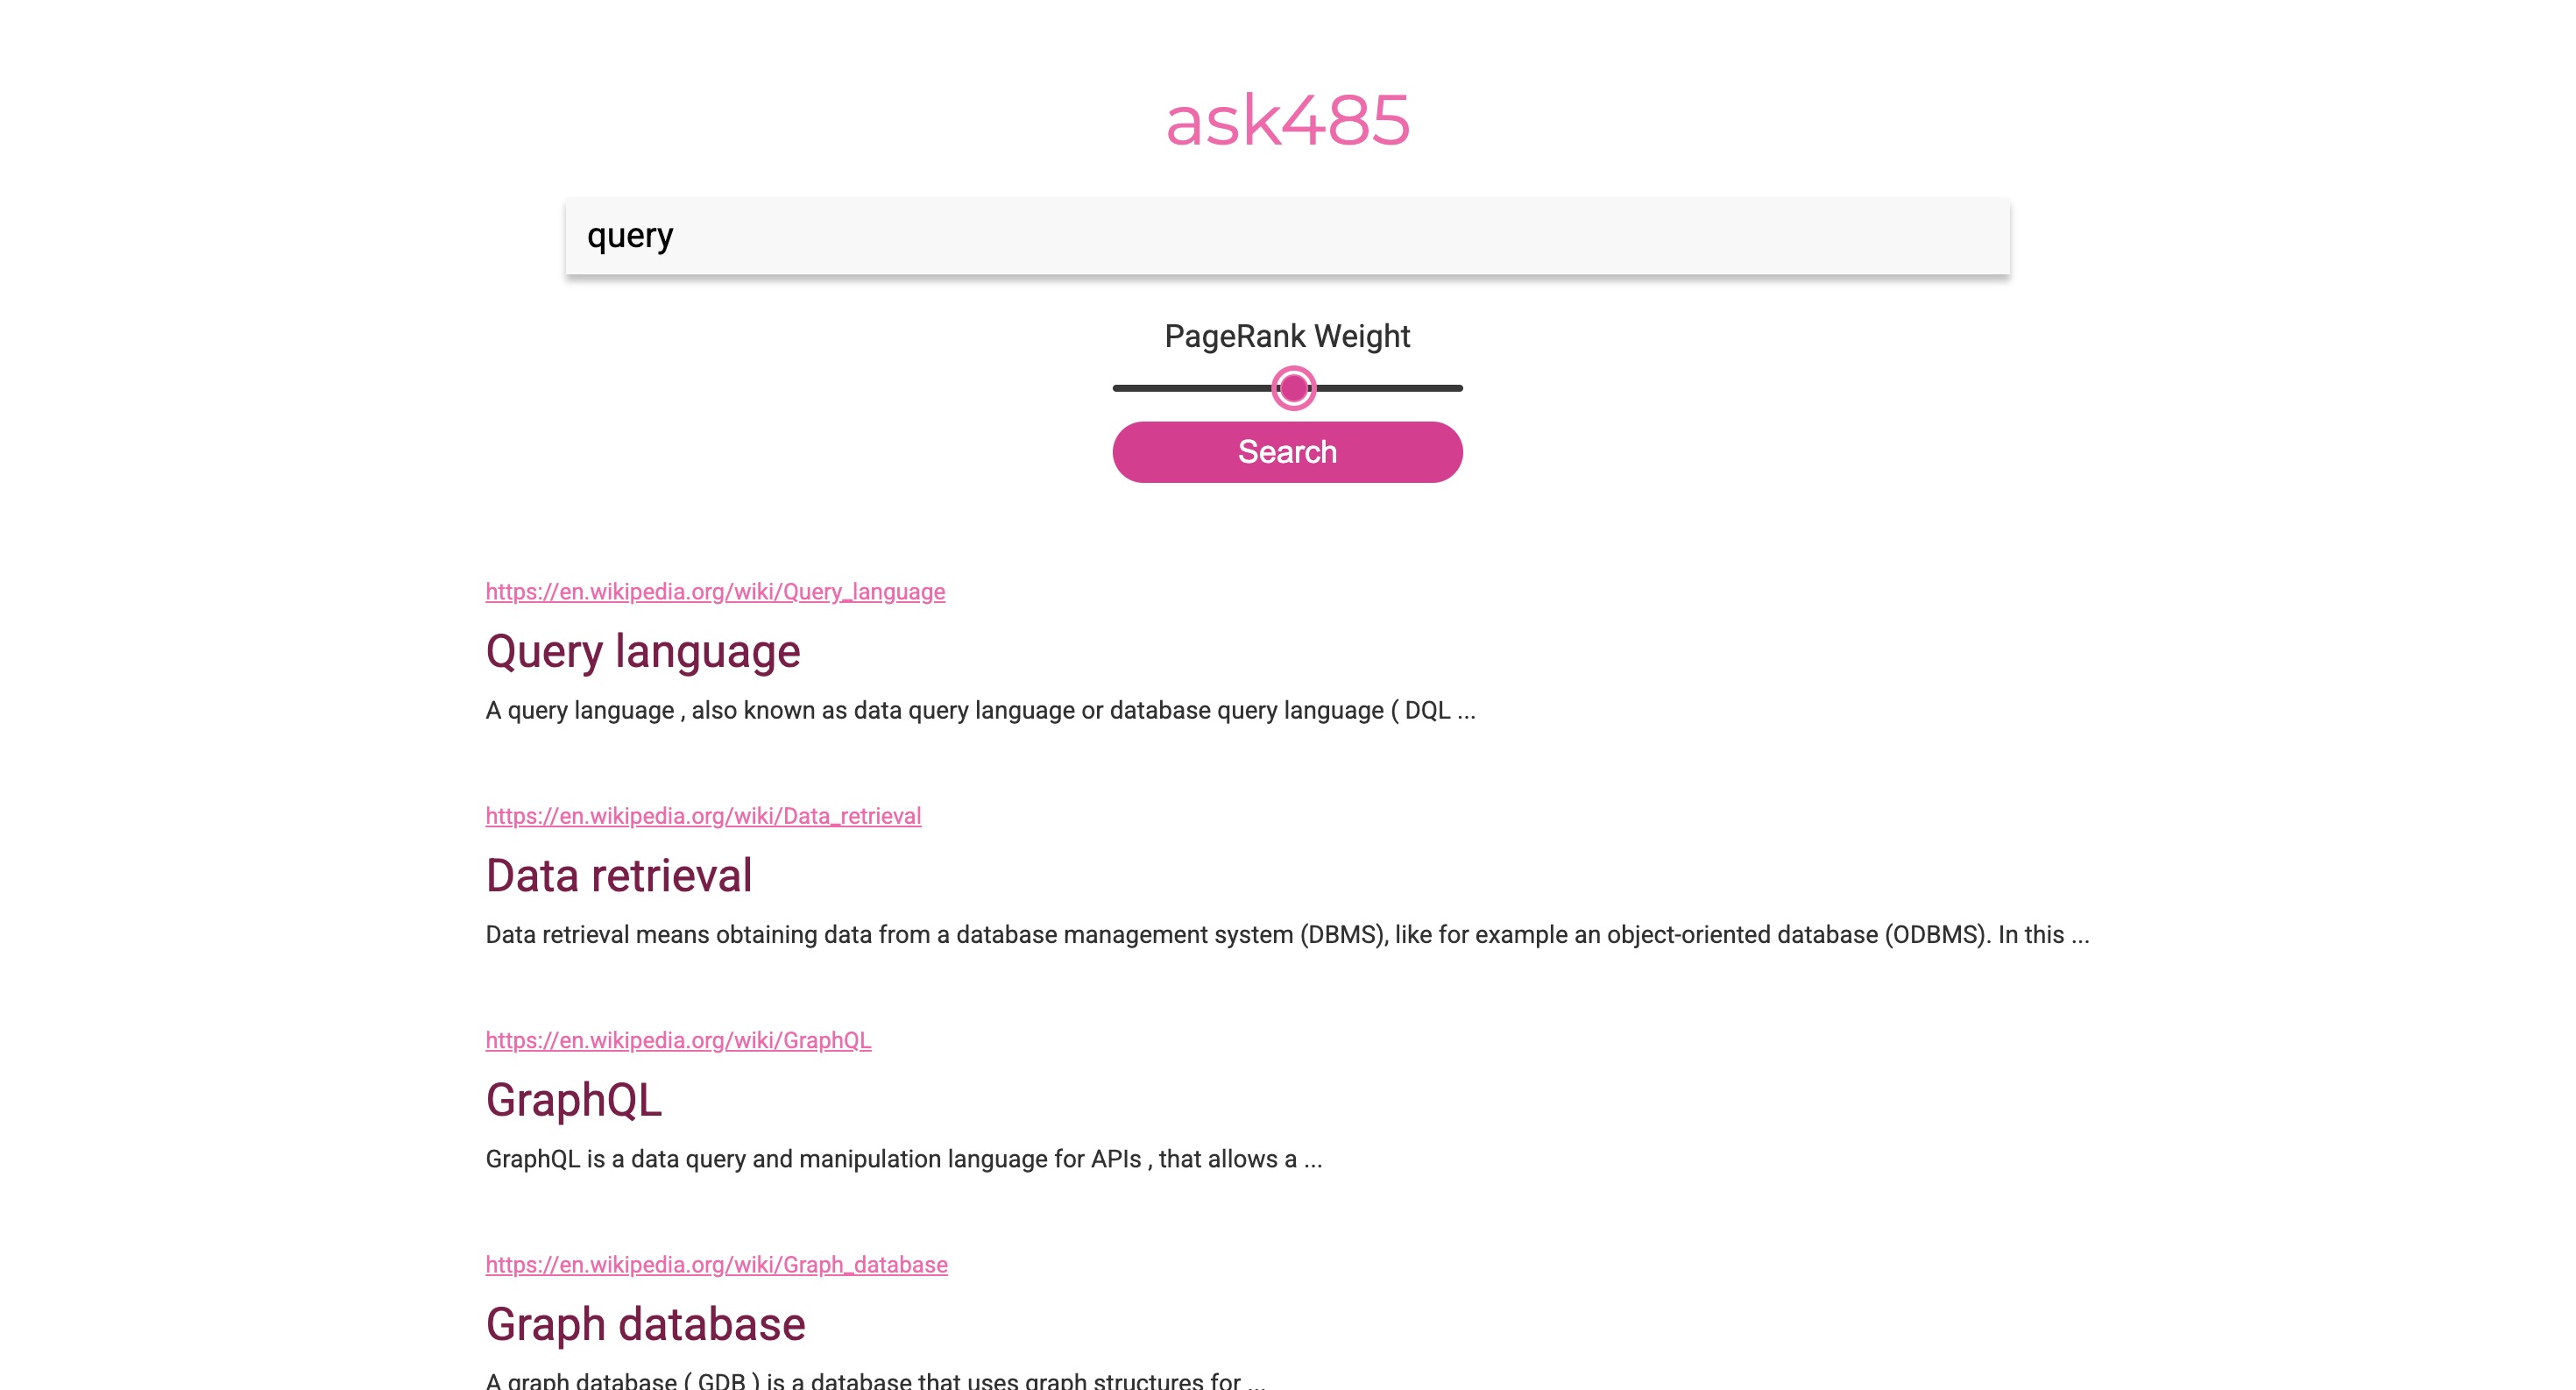 ask485
query
PageRank Weight
Search
https://en.wikipedia.org/wiki/Query_language
Query language
A query language , also known as data query language or database query language ( DQL ...
https://en.wikipedia.org/wiki/Data_retrieval
Data retrieval
Data retrieval means obtaining data from a database management system (DBMS), like for example an object-oriented database (ODBMS). In this ...
https://en.wikipedia.org/wiki/GraphQL
GraphQL
GraphQL is a data query and manipulation language for APIs , that allows a ...
https://en.wikipedia.org/wiki/Graph_database
Graph database
A graph database ( GDB ) is a database that uses graph structures for ...